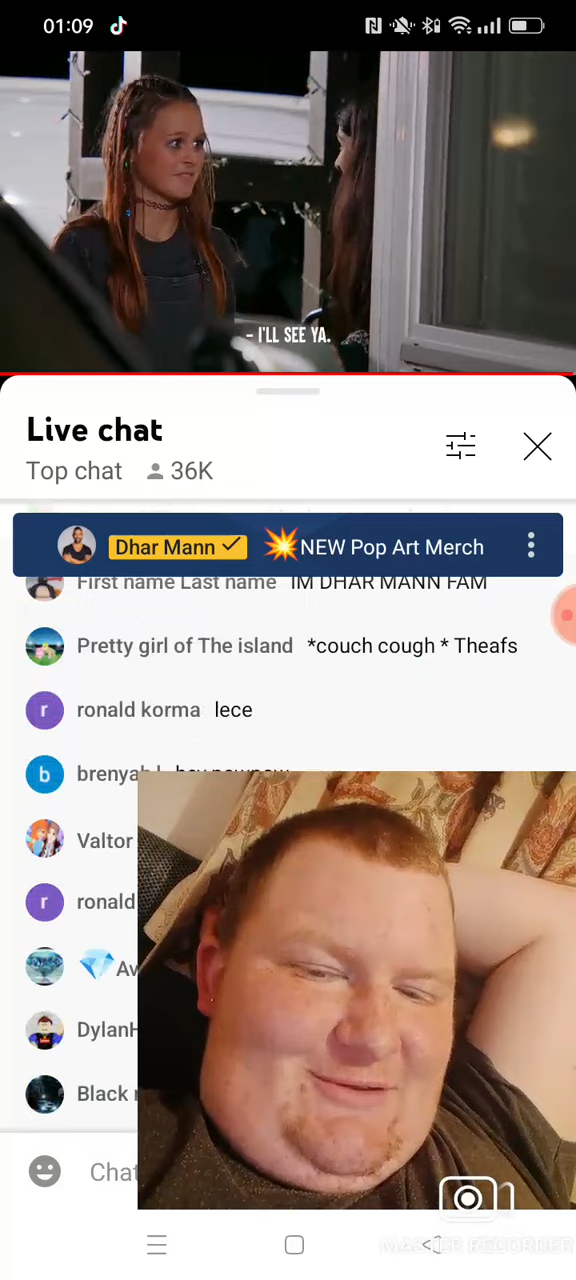 01:09
- I'LL SEE YA.
Live chat
Top chat 36K
Dhar Mann NEW Pop Art Merch
First name Last name IM DHAR MANN FAM
Pretty girl of The island *couch cough * Theafs
r ronald korma lece
b brenyah
Valtor
r ronald
Av
Dylan
Black
Chat
MASTER RECORDER